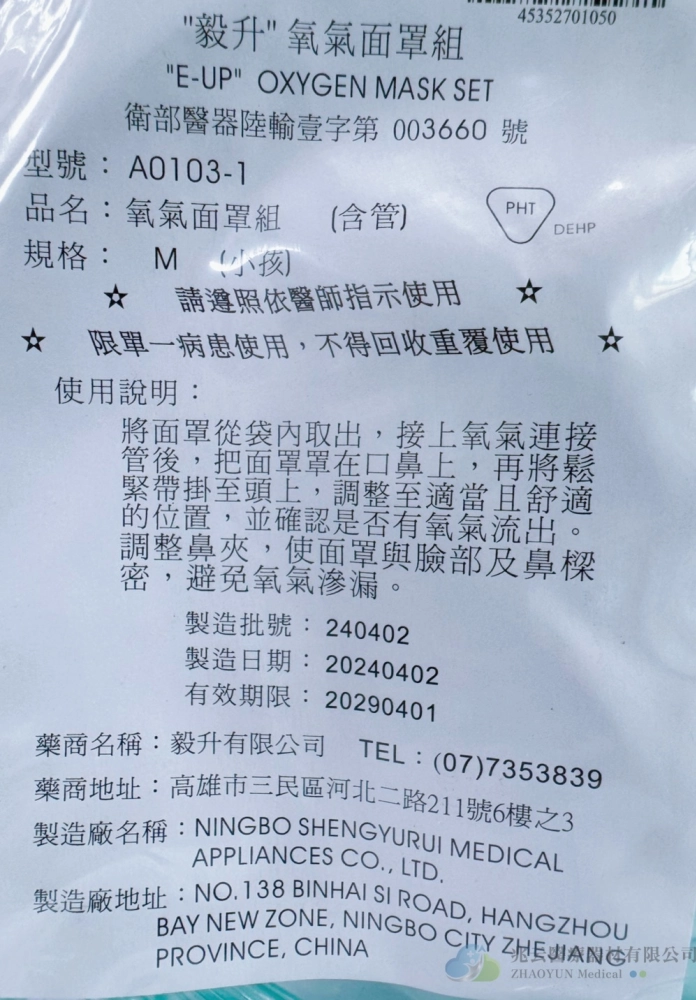 45352701050
"毅升" 氧氣面罩組
"E-UP" OXYGEN MASK SET
衛部醫器陸輸壹字第 003660 號
型號： A0103-1
品名：氧氣面罩組 (含管)
PHT
DEHP
規格： M (小孩)
☆ 請遵照依醫師指示使用 ☆
☆ 限單一病患使用，不得回收重覆使用 ☆
使用說明：
將面罩從袋內取出，接上氧氣連接
管後，把面罩罩在口鼻上，再將鬆
緊帶掛至頭上，調整至適當且舒適
的位置，並確認是否有氧氣流出。
調整鼻夾，使面罩與臉部及鼻樑
密，避免氧氣滲漏。
製造批號： 240402
製造日期： 20240402
有效期限： 20290401
藥商名稱：毅升有限公司 TEL：(07)7353839
藥商地址：高雄市三民區河北二路211號6樓之3
製造廠名稱：NINGBO SHENGYURUI MEDICAL
APPLIANCES CO., LTD.
製造廠地址：NO.138 BINHAI SI ROAD, HANGZHOU
BAY NEW ZONE, NINGBO CITY ZHEJIANG
PROVINCE, CHINA
兆云醫療器材有限公司
ZHAOYUN Medical